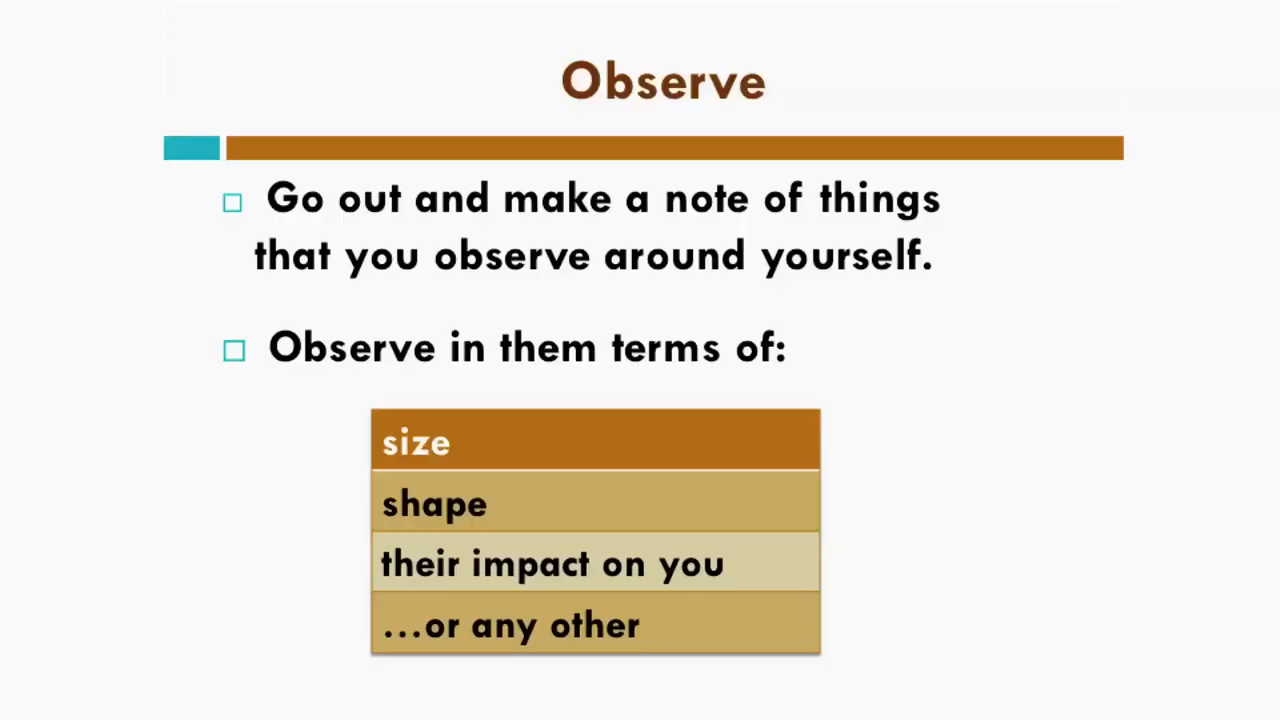 Observe
Go out and make a note of things
that you observe around yourself.
Observe in them terms of:
size
shape
their impact on you
...or any other